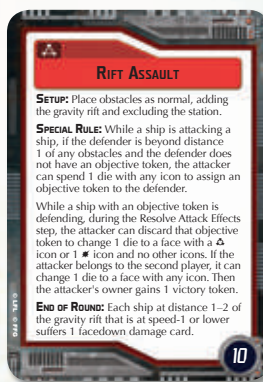 RIFT ASSAULT
SETUP: Place obstacles as normal, adding
the gravity rift and excluding the station.
SPECIAL RULE: While a ship is attacking a
ship, if the defender is beyond distance
1 of any obstacles and the defender does
not have an objective token, the attacker
can spend 1 die with any icon to assign an
objective token to the defender.
While a ship with an objective token is
defending, during the Resolve Attack Effects
step, the attacker can discard that objective
token to change 1 die to a face with a
icon or 1 icon and no other icons. If the
attacker belongs to the second player, it can
change 1 die to a face with any icon. Then
the attacker's owner gains 1 victory token.
END OF ROUND: Each ship at distance 1–2 of
the gravity rift that is at speed-1 or lower
suffers 1 facedown damage card.
© LFL © FFG
10